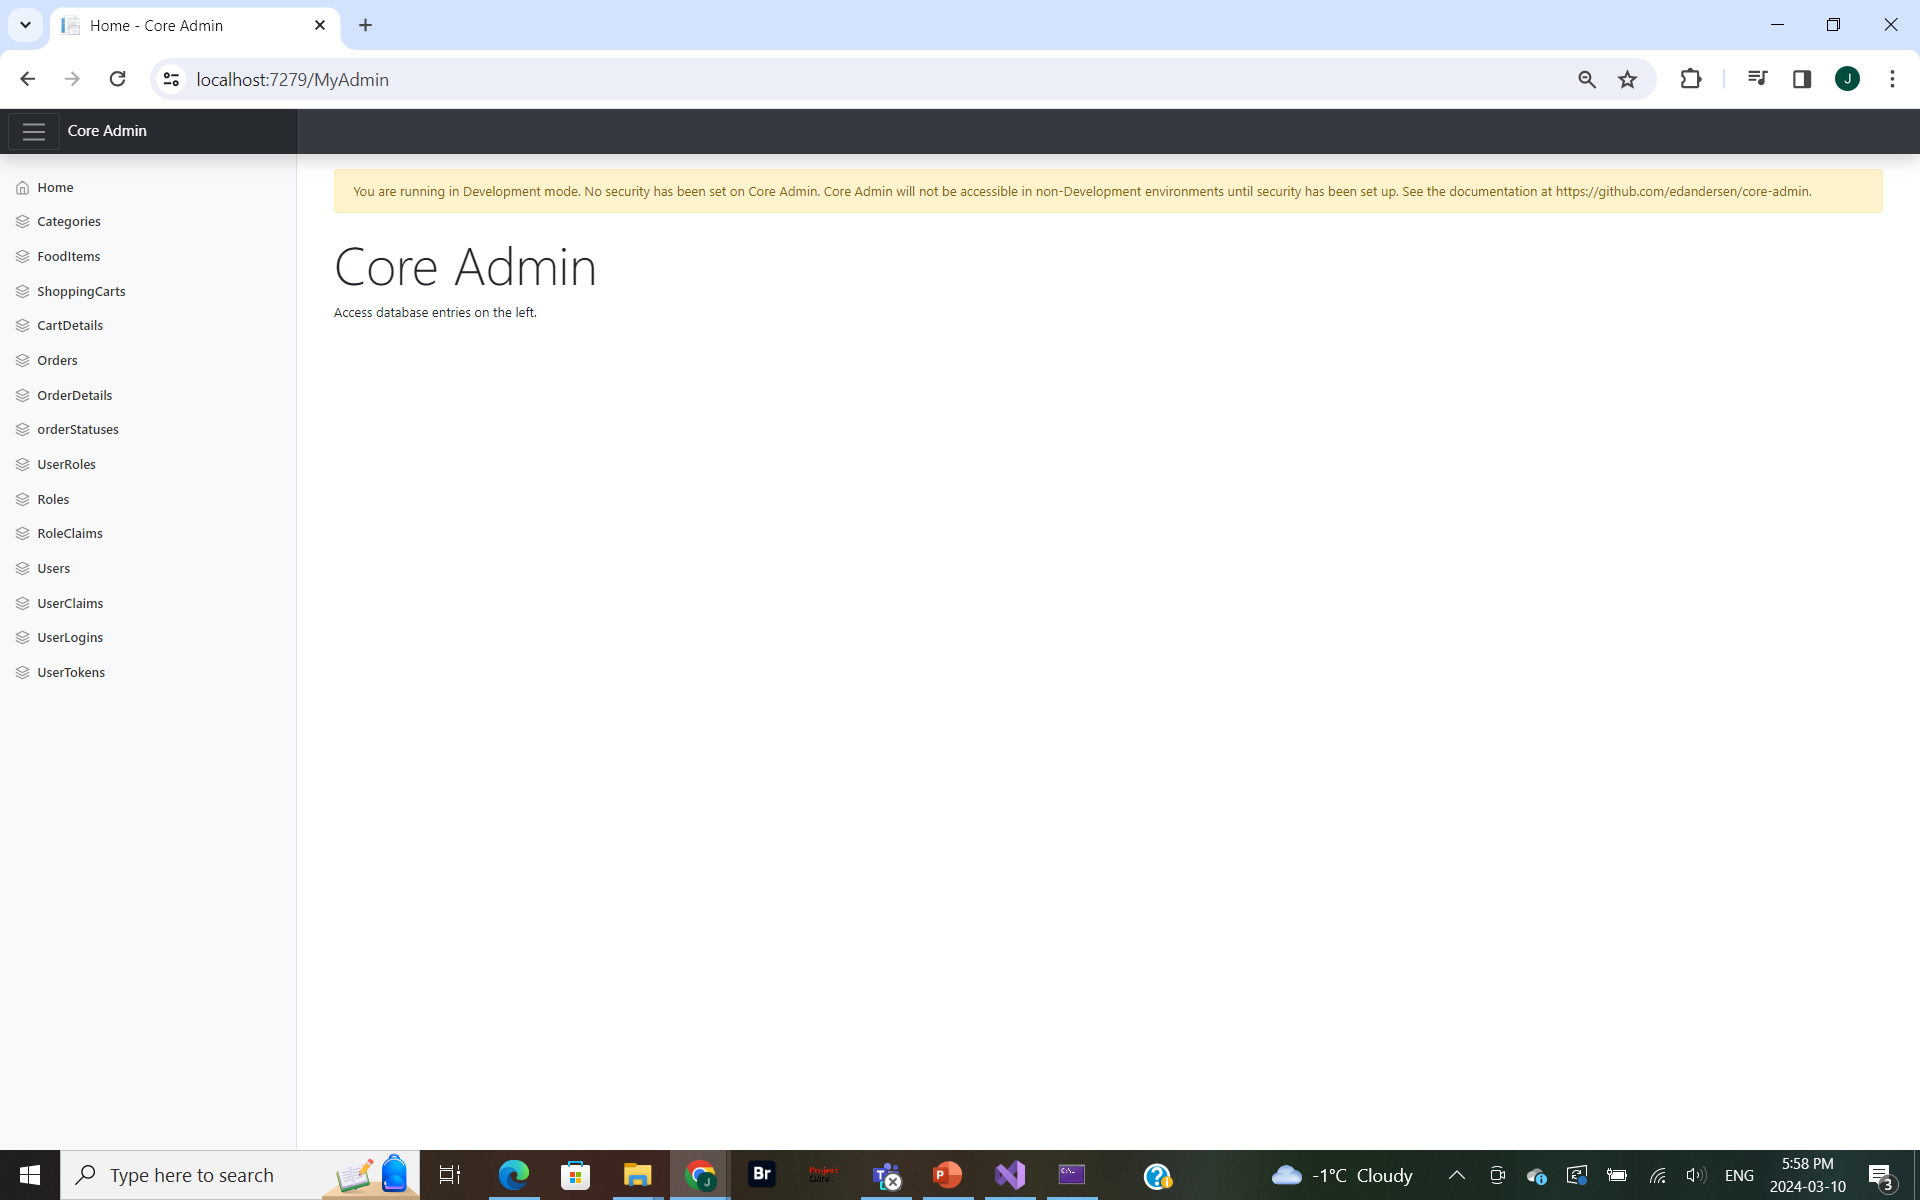 Home - Core Admin
localhost:7279/MyAdmin
J
Core Admin
Home
Categories
FoodItems
ShoppingCarts
CartDetails
Orders
OrderDetails
orderStatuses
UserRoles
Roles
RoleClaims
Users
UserClaims
UserLogins
UserTokens
You are running in Development mode. No security has been set on Core Admin. Core Admin will not be accessible in non-Development environments until security has been set up. See the documentation at https://github.com/edandersen/core-admin.
Core Admin
Access database entries on the left.
Type here to search
J
Br
Project
Libre
T
P
C:\
-1°C Cloudy
ENG
5:58 PM
2024-03-10
3